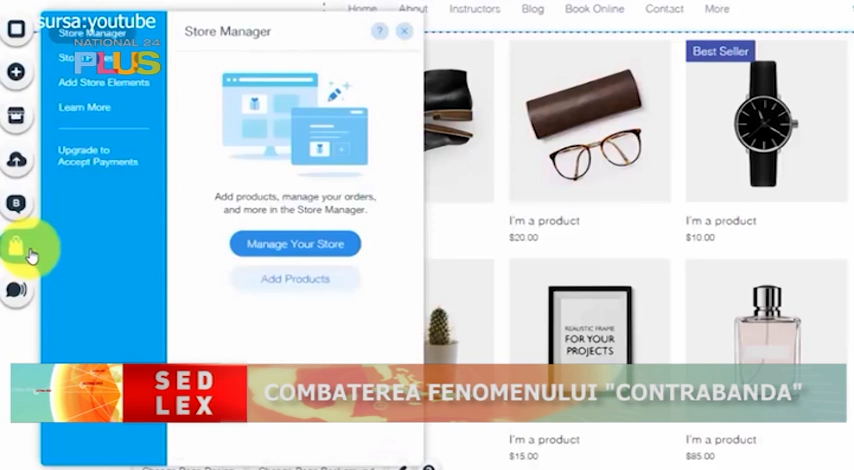 Home About Instructors Blog Book Online Contact More
sursa:youtube
Store Manager
NATIONAL 24
PLUS
Add Store Elements
Learn More
Upgrade to
Accept Payments
Store Manager
?
Add products, manage your orders,
and more in the Store Manager.
Manage Your Store
Add Products
B
Best Seller
I'm a product
$20.00
I'm a product
$10.00
REALISTIC FRAME
FOR YOUR
PROJECTS
SED
LEX
COMBATEREA FENOMENULUI "CONTRABANDA"
I'm a product
$15.00
I'm a product
$85.00